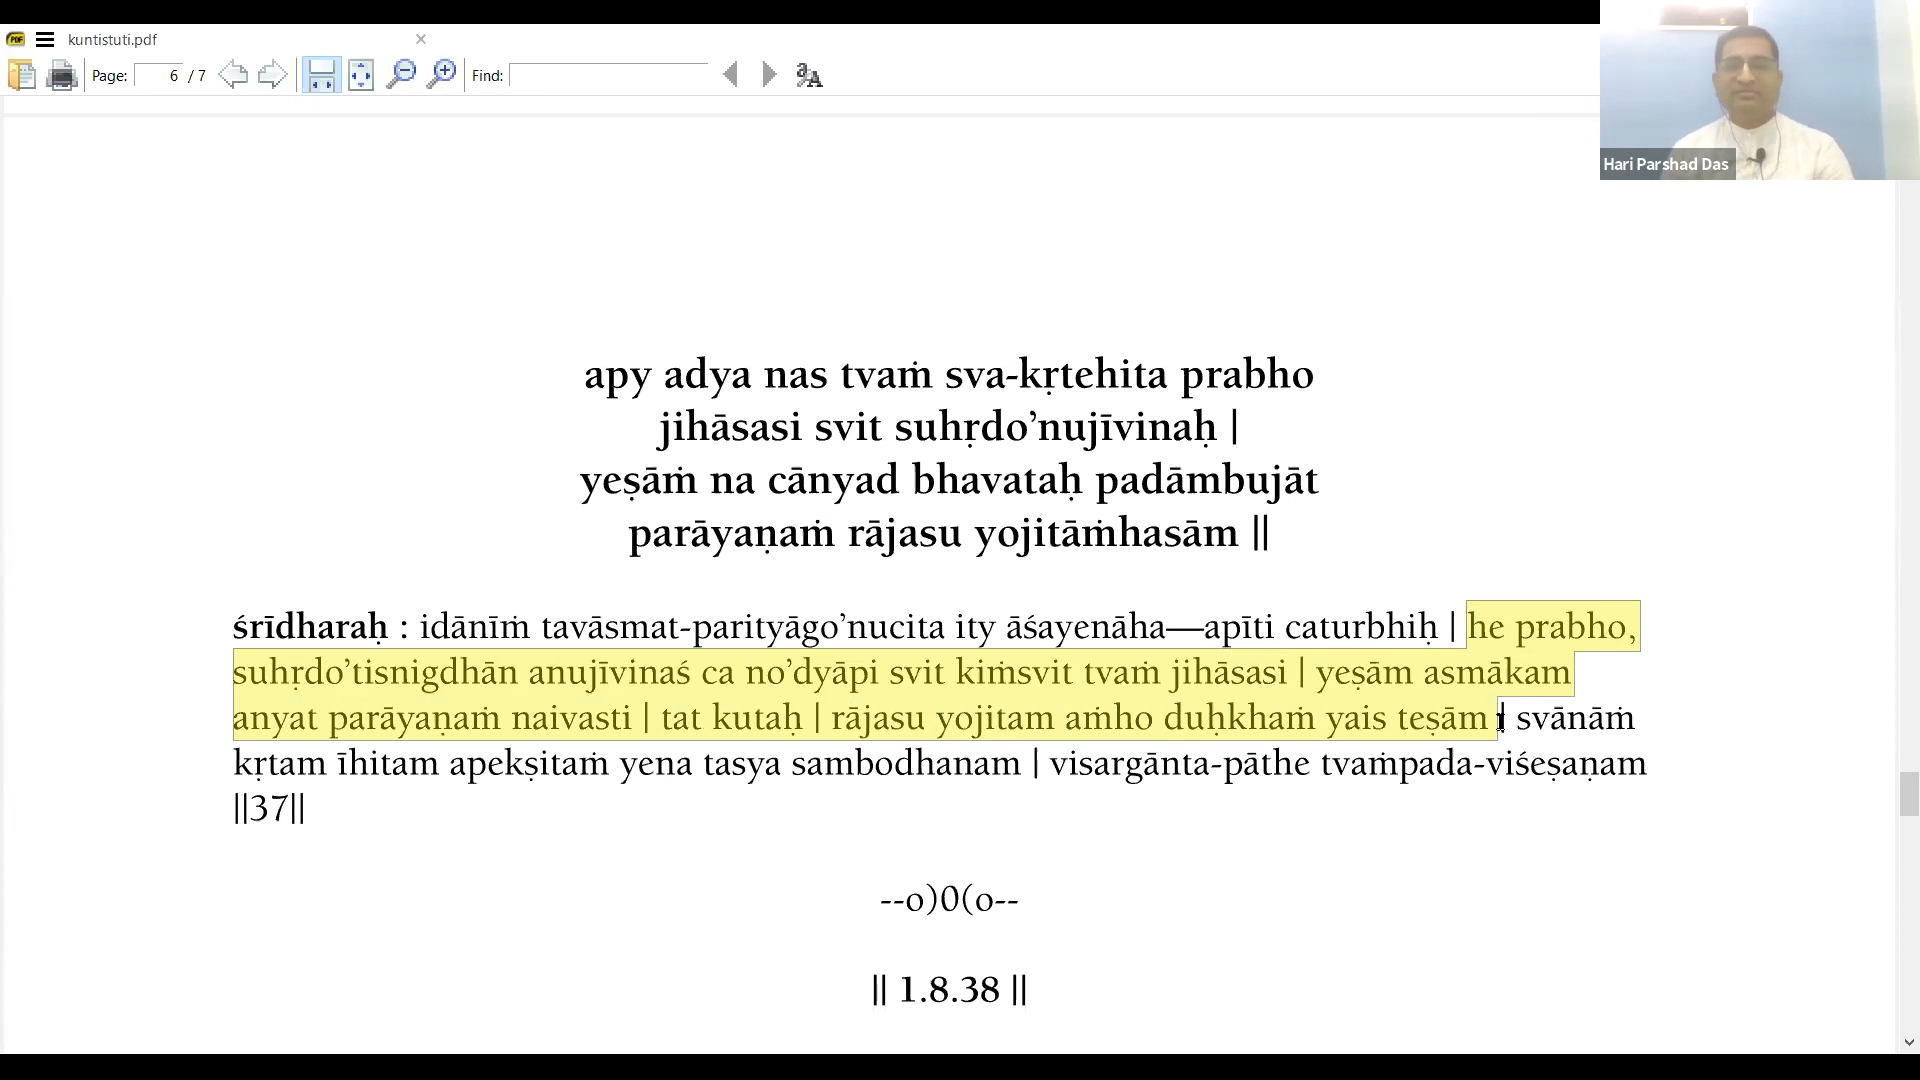 kuntistuti.pdf
Page: 6 / 7 Find:
Hari Parshad Das
apy adya nas tvaṁ sva-kṛtehita prabho
jihāsasi svit suhṛdo’nujīvinaḥ |
yeṣāṁ na cānyad bhavataḥ padāmbujāt
parāyaṇaṁ rājasu yojitāṁhasām ||
śrīdharaḥ : idānīṁ tavāsmat-parityāgo’nucita ity āśayenāha—apīti caturbhiḥ | he prabho,
suhṛdo’tisnigdhān anujīvinaś ca no’dyāpi svit kiṁsvit tvaṁ jihāsasi | yeṣām asmākam
anyat parāyaṇaṁ naivasti | tat kutaḥ | rājasu yojitam aṁho duḥkhaṁ yais teṣām | svānāṁ
kṛtam īhitam apekṣitaṁ yena tasya sambodhanam | visargānta-pāthe tvaṁpada-viśeṣaṇam
||37||
--o)0(o--
|| 1.8.38 ||